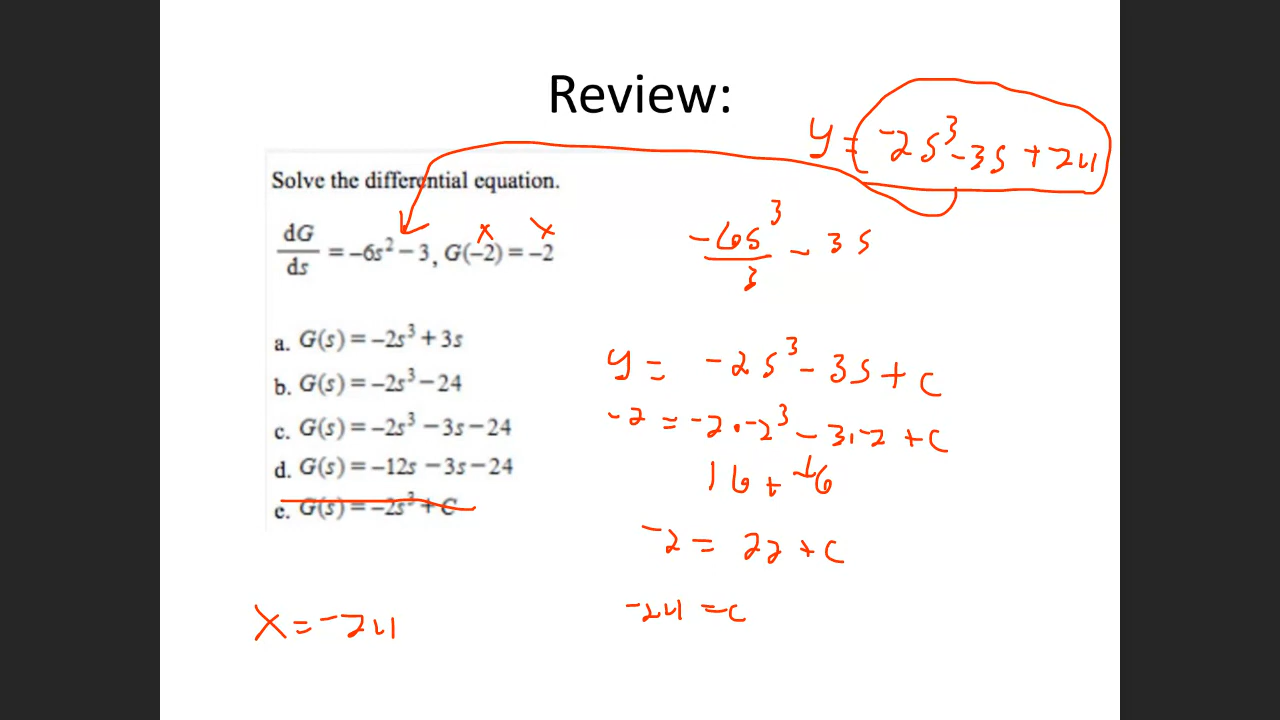 Review:
y = -2s³ - 3s + 24
Solve the differential equation.
dG/ds = -6s² - 3, G(-2) = -2
x y
-6s³/3 - 3s
a. G(s) = -2s³ + 3s
b. G(s) = -2s³ - 24
c. G(s) = -2s³ - 3s - 24
d. G(s) = -12s - 3s - 24
e. G(s) = -2s³ + C
y = -2s³ - 3s + c
-2 = -2 · -2³ - 3 · -2 + c
16 + +6
-2 = 22 + c
-24 = c
x = -24